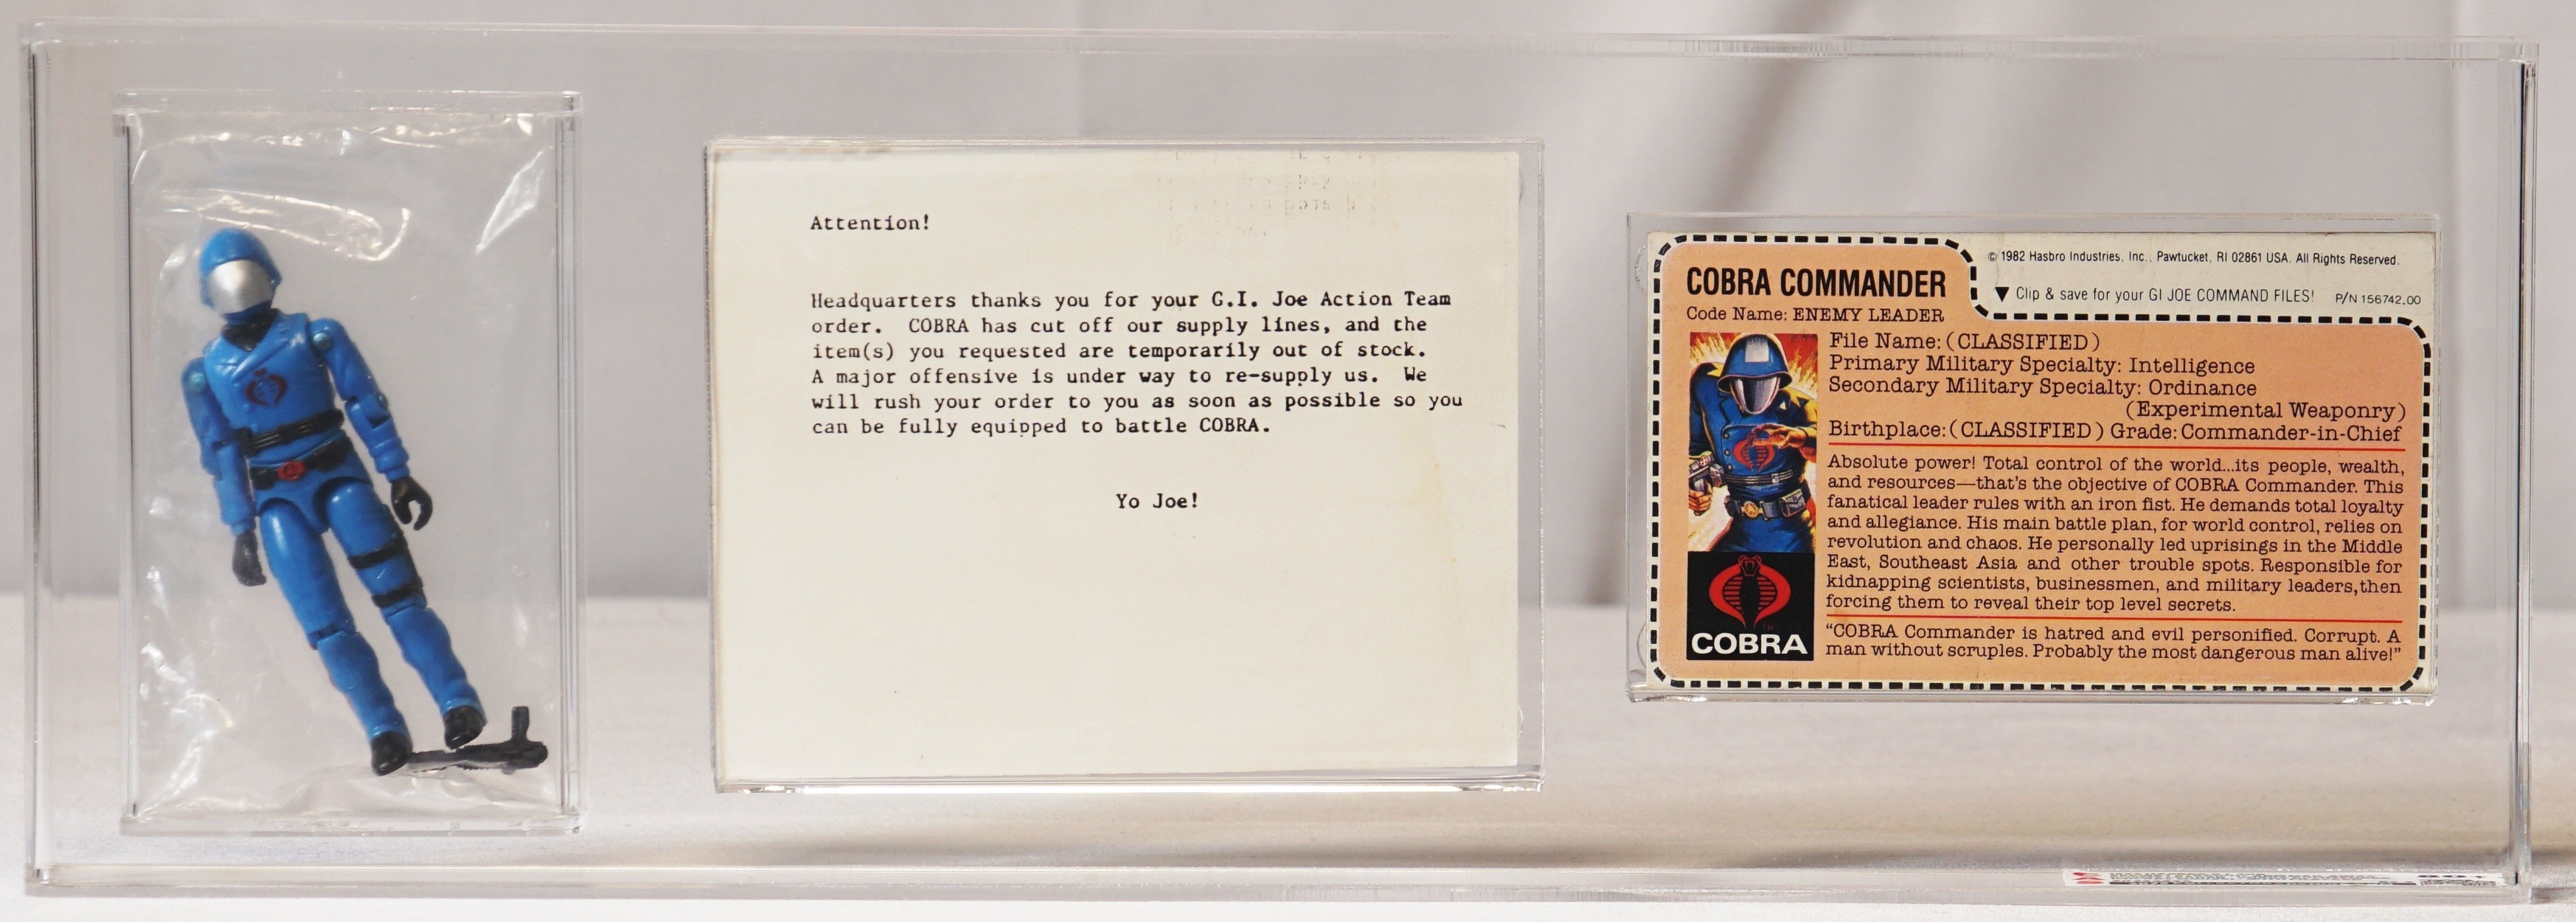 Attention!
Headquarters thanks you for your G.I. Joe Action Team
order. COBRA has cut off our supply lines, and the
item(s) you requested are temporarily out of stock.
A major offensive is under way to re-supply us. We
will rush your order to you as soon as possible so you
can be fully equipped to battle COBRA.
Yo Joe!
© 1982 Hasbro Industries, Inc., Pawtucket, RI 02861 USA. All Rights Reserved.
▼ Clip & save for your GI JOE COMMAND FILES! P/N 156742.00
COBRA COMMANDER
Code Name: ENEMY LEADER
File Name: (CLASSIFIED)
Primary Military Specialty: Intelligence
Secondary Military Specialty: Ordinance
(Experimental Weaponry)
Birthplace: (CLASSIFIED) Grade: Commander-in-Chief
Absolute power! Total control of the world...its people, wealth,
and resources—that's the objective of COBRA Commander. This
fanatical leader rules with an iron fist. He demands total loyalty
and allegiance. His main battle plan, for world control, relies on
revolution and chaos. He personally led uprisings in the Middle
East, Southeast Asia and other trouble spots. Responsible for
kidnapping scientists, businessmen, and military leaders, then
forcing them to reveal their top level secrets.
"COBRA Commander is hatred and evil personified. Corrupt. A
man without scruples. Probably the most dangerous man alive!"
TM
COBRA